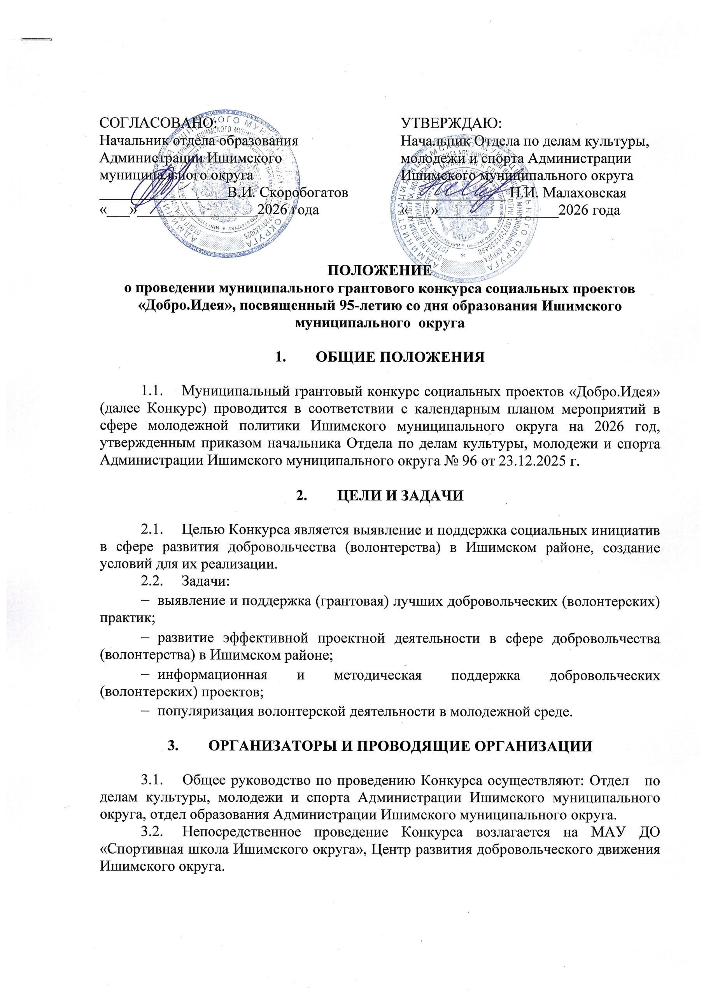 СОГЛАСОВАНО:
Начальник отдела образования
Администрации Ишимского
муниципального округа
_________________В.И. Скоробогатов
«___»________________2026 года
УТВЕРЖДАЮ:
Начальник Отдела по делам культуры,
молодежи и спорта Администрации
Ишимского муниципального округа
______________Н.И. Малаховская
«___»________________2026 года
ПОЛОЖЕНИЕ
о проведении муниципального грантового конкурса социальных проектов
«Добро.Идея», посвященный 95-летию со дня образования Ишимского
муниципального округа
1. ОБЩИЕ ПОЛОЖЕНИЯ
1.1. Муниципальный грантовый конкурс социальных проектов «Добро.Идея»
(далее Конкурс) проводится в соответствии с календарным планом мероприятий в
сфере молодежной политики Ишимского муниципального округа на 2026 год,
утвержденным приказом начальника Отдела по делам культуры, молодежи и спорта
Администрации Ишимского муниципального округа № 96 от 23.12.2025 г.
2. ЦЕЛИ И ЗАДАЧИ
2.1. Целью Конкурса является выявление и поддержка социальных инициатив
в сфере развития добровольчества (волонтерства) в Ишимском районе, создание
условий для их реализации.
2.2. Задачи:
– выявление и поддержка (грантовая) лучших добровольческих (волонтерских)
практик;
– развитие эффективной проектной деятельности в сфере добровольчества
(волонтерства) в Ишимском районе;
– информационная и методическая поддержка добровольческих
(волонтерских) проектов;
– популяризация волонтерской деятельности в молодежной среде.
3. ОРГАНИЗАТОРЫ И ПРОВОДЯЩИЕ ОРГАНИЗАЦИИ
3.1. Общее руководство по проведению Конкурса осуществляют: Отдел по
делам культуры, молодежи и спорта Администрации Ишимского муниципального
округа, отдел образования Администрации Ишимского муниципального округа.
3.2. Непосредственное проведение Конкурса возлагается на МАУ ДО
«Спортивная школа Ишимского округа», Центр развития добровольческого движения
Ишимского округа.